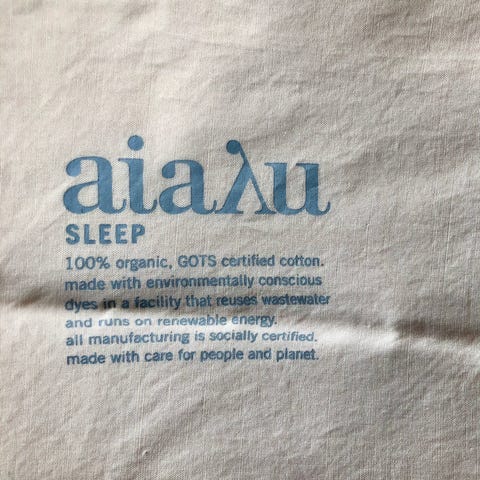 aiaλu
SLEEP
100% organic, GOTS certified cotton.
made with environmentally conscious
dyes in a facility that reuses wastewater
and runs on renewable energy.
all manufacturing is socially certified.
made with care for people and planet.